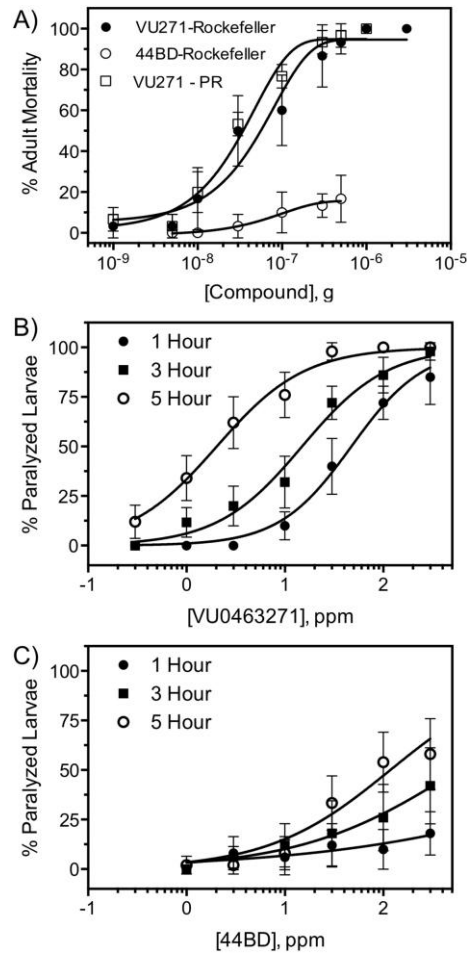 A)
VU271-Rockefeller
44BD-Rockefeller
VU271 - PR
% Adult Mortality
100
80
60
40
20
0
10⁻⁹ 10⁻⁸ 10⁻⁷ 10⁻⁶ 10⁻⁵
[Compound], g
B)
1 Hour
3 Hour
5 Hour
% Paralyzed Larvae
100
75
50
25
0
-1 0 1 2
[VU0463271], ppm
C)
1 Hour
3 Hour
5 Hour
% Paralyzed Larvae
100
75
50
25
0
-1 0 1 2
[44BD], ppm